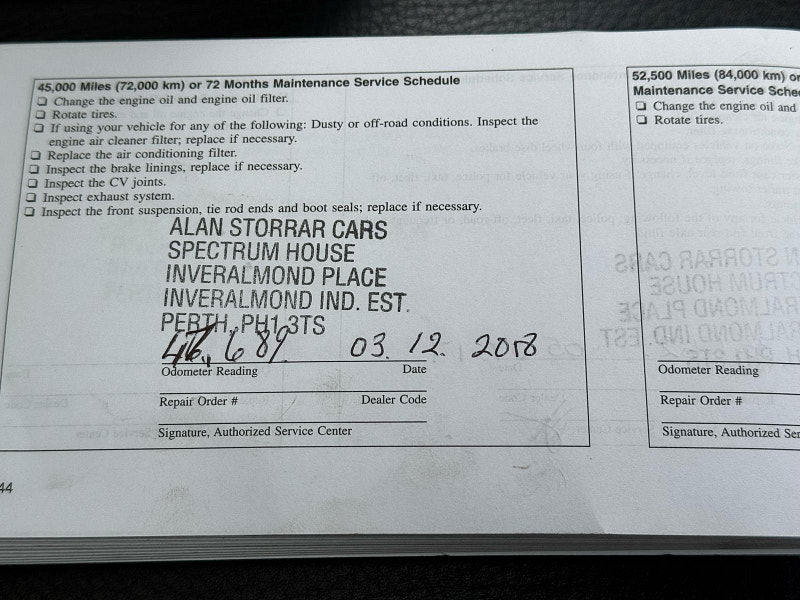 45,000 Miles (72,000 km) or 72 Months Maintenance Service Schedule
❏ Change the engine oil and engine oil filter.
❏ Rotate tires.
❏ If using your vehicle for any of the following: Dusty or off-road conditions. Inspect the
engine air cleaner filter; replace if necessary.
❏ Replace the air conditioning filter.
❏ Inspect the brake linings, replace if necessary.
❏ Inspect the CV joints.
❏ Inspect exhaust system.
❏ Inspect the front suspension, tie rod ends and boot seals; replace if necessary.
ALAN STORRAR CARS
SPECTRUM HOUSE
INVERALMOND PLACE
INVERALMOND IND. EST.
PERTH, PH1 3TS
03. 12. 2018
Odometer Reading Date
Repair Order # Dealer Code
Signature, Authorized Service Center
44
52,500 Miles (84,000 km) or
Maintenance Service
❏ Change the engine oil and
❏ Rotate tires.
Odometer Reading
Repair Order #
Signature, Authorized